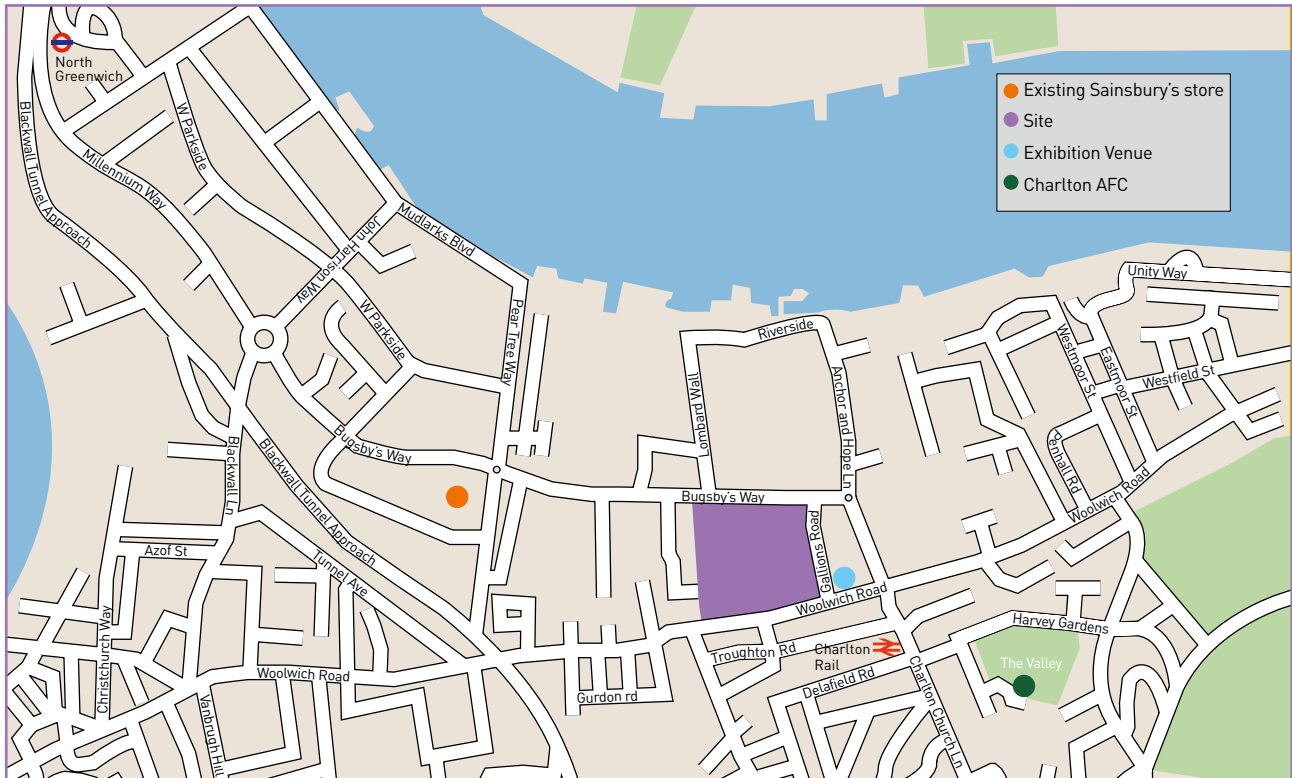 North
Greenwich
Existing Sainsbury's store
Site
Exhibition Venue
Charlton AFC
Blackwall Tunnel Approach
Millennium Way
W Parkside
John Harrison Way
Mudlarks Blvd
W Parkside
Pear Tree Way
Riverside
Unity Way
Lombard Wall
Anchor and Hope Ln
Westmoor St
Eastmoor St
Westfield St
Penhall Rd
Bugsby's Way
Bugsby's Way
Blackwall Ln
Blackwall Tunnel Approach
Azof St
Tunnel Ave
Gallions Road
Woolwich Road
Woolwich Road
Christchurch Way
Woolwich Road
Vanbrugh Hill
Gurdon rd
Troughton Rd
Charlton
Rail
Delafield Rd
Charlton Church Ln
Harvey Gardens
The Valley